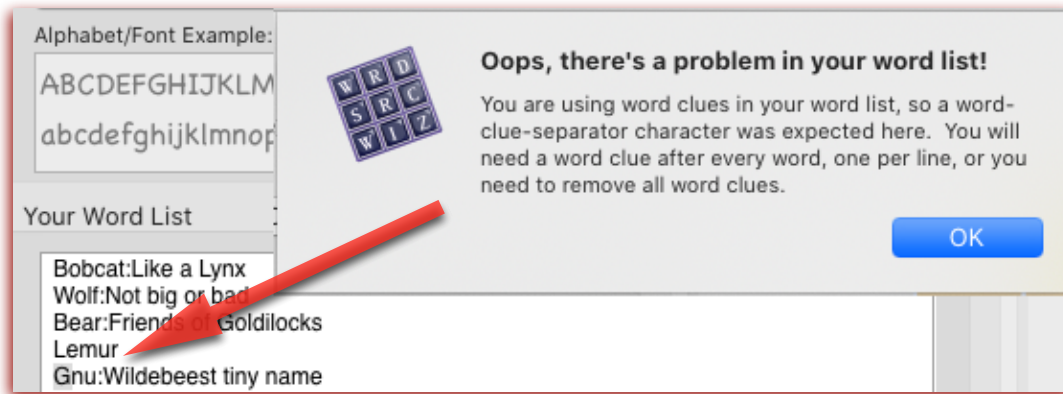 Alphabet/Font Example:
ABCDEFGHIJKLM
abcdefghijklmnop
W R D
S R C
W I Z
Oops, there's a problem in your word list!
You are using word clues in your word list, so a word-
clue-separator character was expected here. You will
need a word clue after every word, one per line, or you
need to remove all word clues.
OK
Your Word List
Bobcat:Like a Lynx
Wolf:Not big or bad
Bear:Friends of Goldilocks
Lemur
Gnu:Wildebeest tiny name